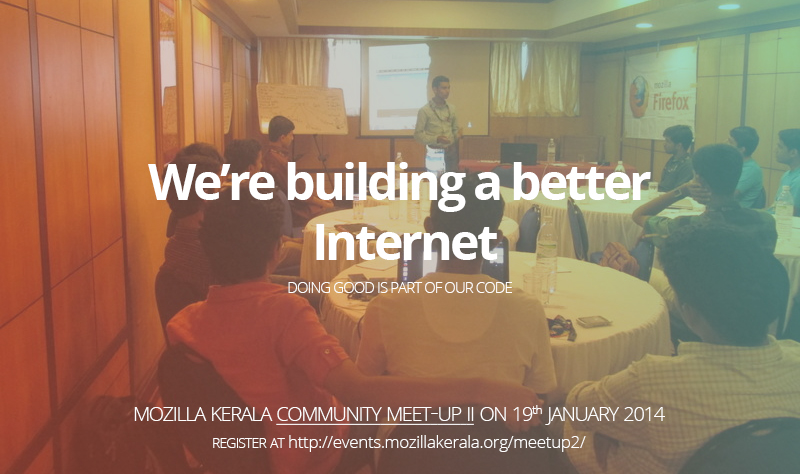 mozilla
Firefox
We're building a better
Internet
DOING GOOD IS PART OF OUR CODE
MOZILLA KERALA COMMUNITY MEET-UP II ON 19th JANUARY 2014
REGISTER AT http://events.mozillakerala.org/meetup2/